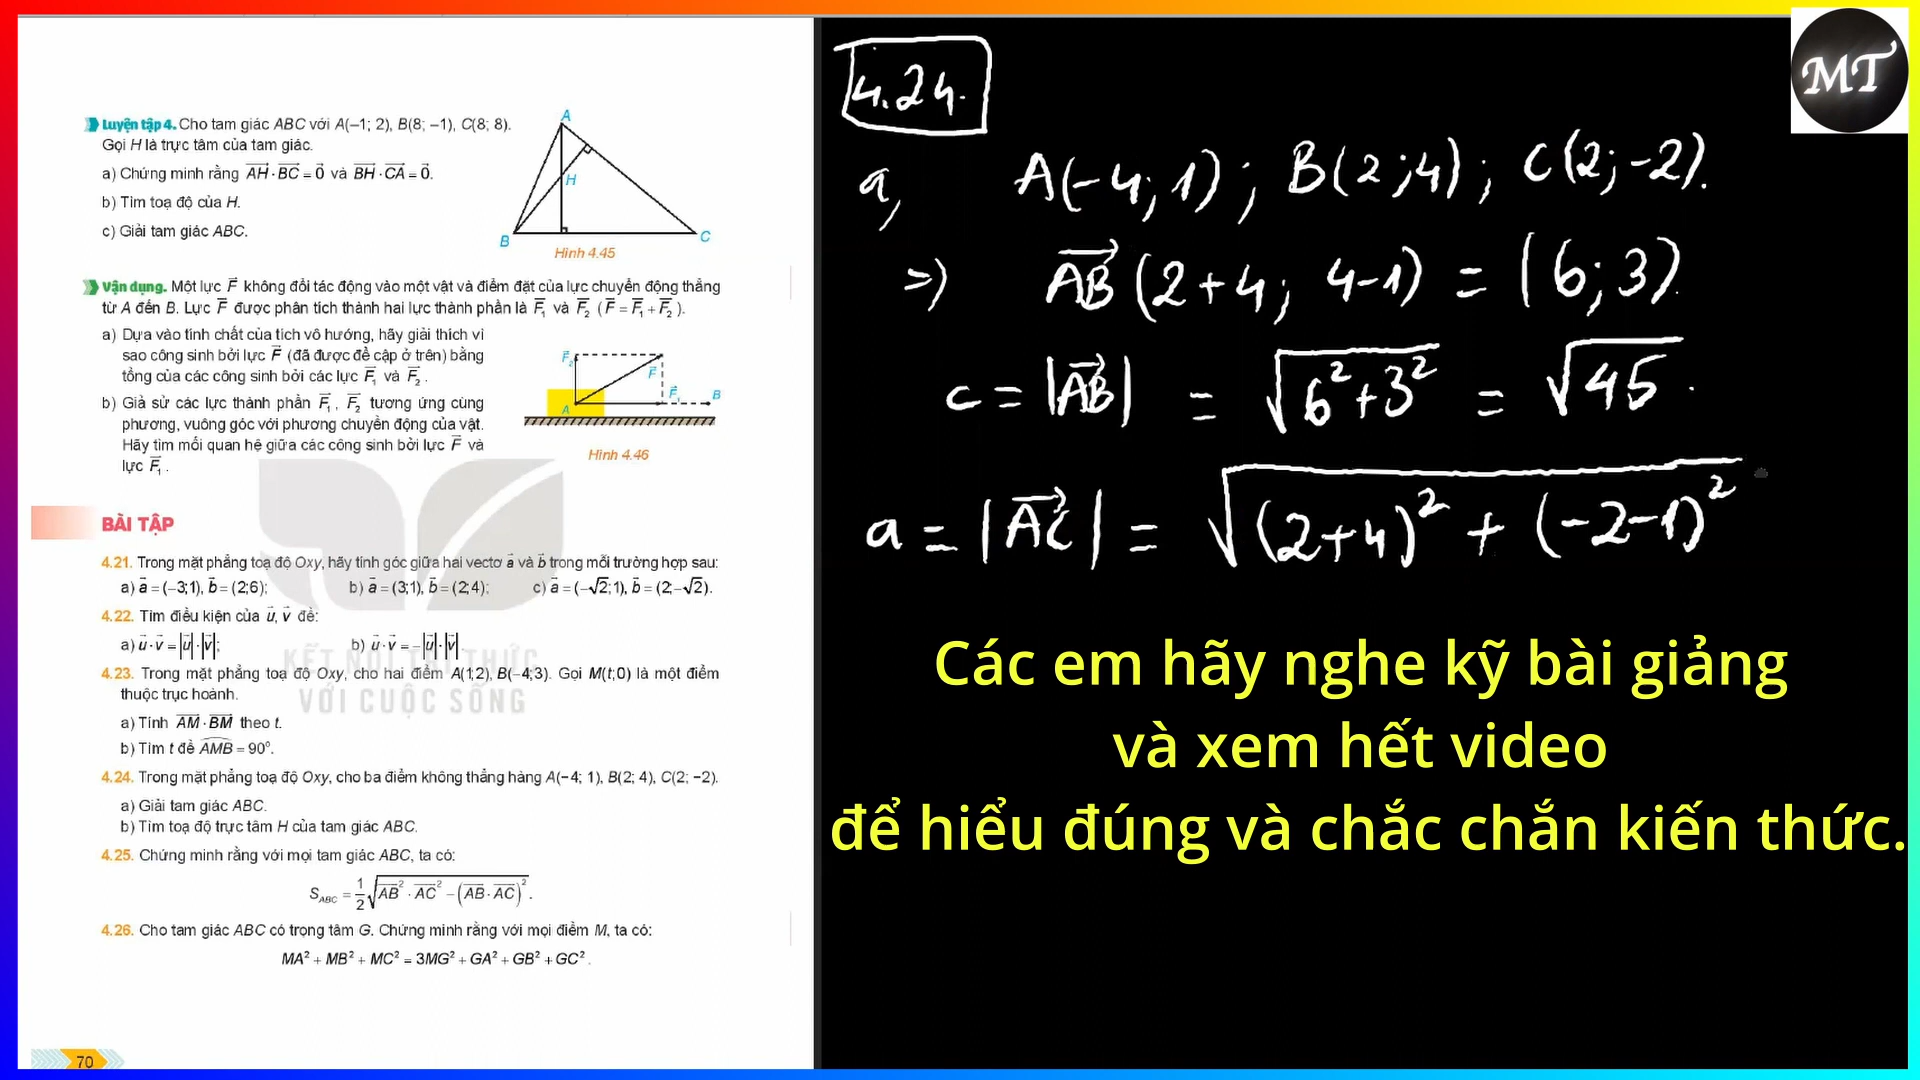 Luyện tập 4. Cho tam giác ABC với A(–1; 2), B(8; –1), C(8; 8).
Gọi H là trực tâm của tam giác.
a) Chứng minh rằng AH · BC = 0 và BH · CA = 0.
b) Tìm toạ độ của H.
c) Giải tam giác ABC.
A
H
B
C
Hình 4.45
Vận dụng. Một lực F không đổi tác động vào một vật và điểm đặt của lực chuyển động thẳng
từ A đến B. Lực F được phân tích thành hai lực thành phần là F₁ và F₂ (F = F₁ + F₂).
a) Dựa vào tính chất của tích vô hướng, hãy giải thích vì
sao công sinh bởi lực F (đã được đề cập ở trên) bằng
tổng của các công sinh bởi các lực F₁ và F₂.
b) Giả sử các lực thành phần F₁, F₂ tương ứng cùng
phương, vuông góc với phương chuyển động của vật.
Hãy tìm mối quan hệ giữa các công sinh bởi lực F và
lực F₁.
F₂
F
F₁
B
A
Hình 4.46
BÀI TẬP
4.21. Trong mặt phẳng toạ độ Oxy, hãy tính góc giữa hai vectơ a và b trong mỗi trường hợp sau:
a) a = (–3;1), b = (2;6); b) a = (3;1), b = (2;4); c) a = (–√2;1), b = (2;–√2).
4.22. Tìm điều kiện của u, v để:
a) u · v = |u| · |v|; b) u · v = –|u| · |v|.
4.23. Trong mặt phẳng toạ độ Oxy, cho hai điểm A(1;2), B(–4;3). Gọi M(t;0) là một điểm
thuộc trục hoành.
a) Tính AM · BM theo t.
b) Tìm t để AMB = 90°.
4.24. Trong mặt phẳng toạ độ Oxy, cho ba điểm không thẳng hàng A(–4; 1), B(2; 4), C(2; –2).
a) Giải tam giác ABC.
b) Tìm toạ độ trực tâm H của tam giác ABC.
4.25. Chứng minh rằng với mọi tam giác ABC, ta có:
S_ABC = 1/2 √(AB² · AC² – (AB · AC)²).
4.26. Cho tam giác ABC có trọng tâm G. Chứng minh rằng với mọi điểm M, ta có:
MA² + MB² + MC² = 3MG² + GA² + GB² + GC².
KẾT NỐI TRI THỨC
VỚI CUỘC SỐNG
70
MT
4.24.
a, A(-4; 1); B(2;4); C(2;-2).
=> AB (2+4; 4-1) = (6;3).
c = |AB| = √(6²+3²) = √45.
a = |AC| = √((2+4)² + (-2-1)²)
Các em hãy nghe kỹ bài giảng
và xem hết video
để hiểu đúng và chắc chắn kiến thức.